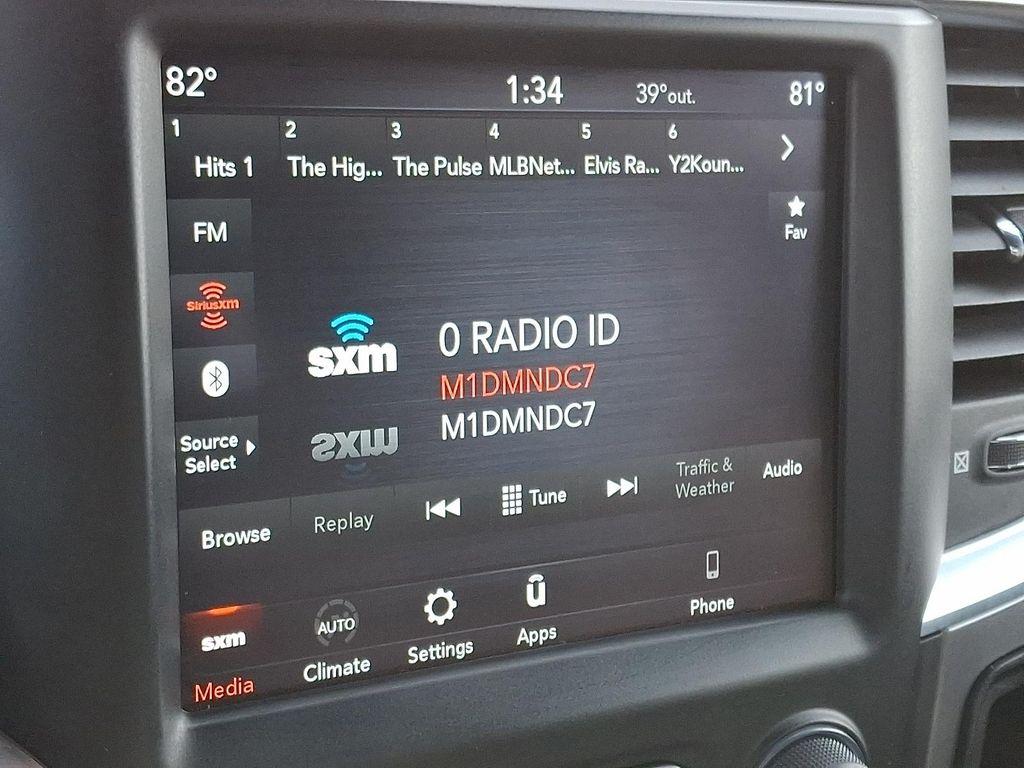 82° 1:34 39°out. 81°
1 2 3 4 5 6
Hits 1 The Hig... The Pulse MLBNet... Elvis Ra... Y2Koun...
FM
Fav
SiriusXM
sxm
0 RADIO ID
M1DMNDC7
M1DMNDC7
Source
Select
sxm
Browse Replay Tune Traffic &
Weather
Audio
sxm
AUTO
û
Media Climate Settings Apps Phone